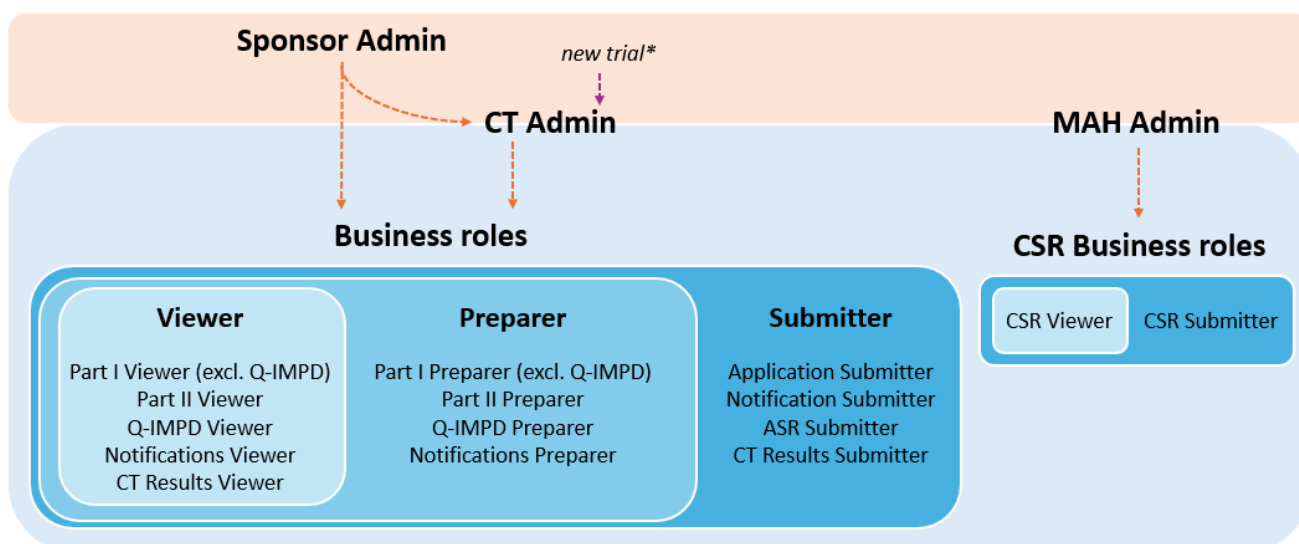 Sponsor Admin
new trial*
CT Admin
MAH Admin
Business roles
CSR Business roles
Viewer
Part I Viewer (excl. Q-IMPD)
Part II Viewer
Q-IMPD Viewer
Notifications Viewer
CT Results Viewer
Preparer
Part I Preparer (excl. Q-IMPD)
Part II Preparer
Q-IMPD Preparer
Notifications Preparer
Submitter
Application Submitter
Notification Submitter
ASR Submitter
CT Results Submitter
CSR Viewer
CSR Submitter